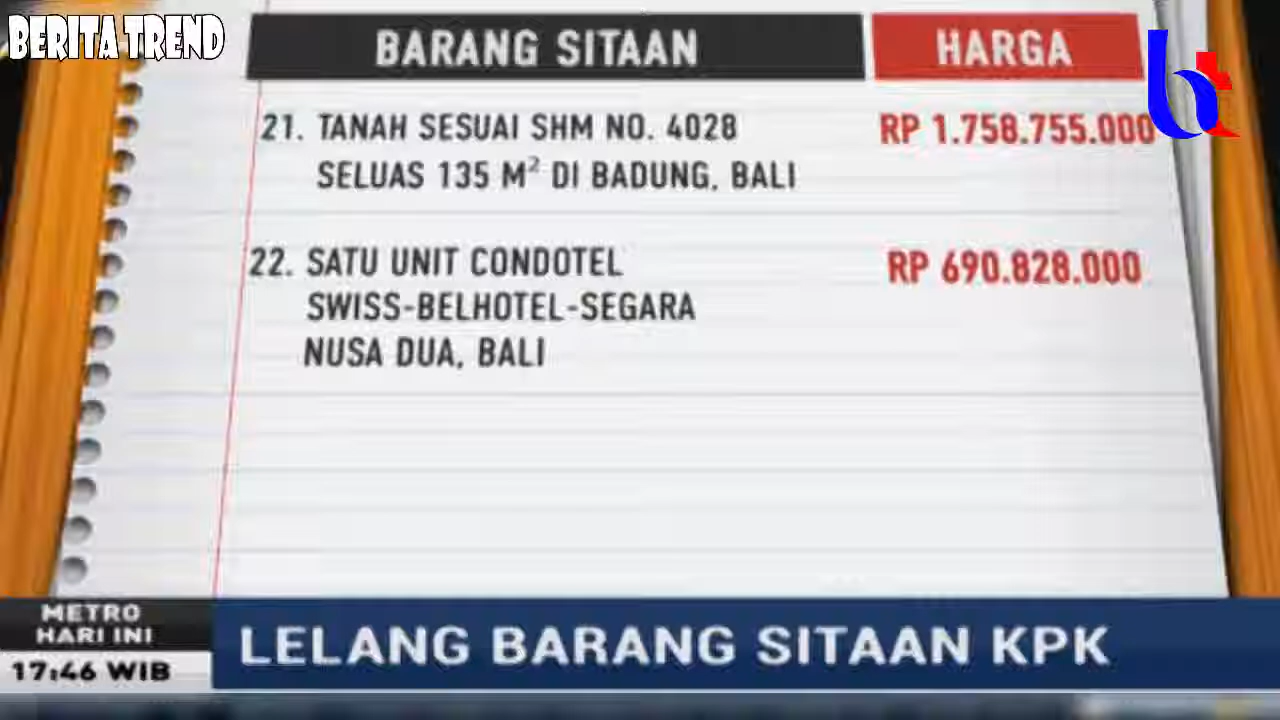 BERITA TREND
BARANG SITAAN HARGA
bt
21. TANAH SESUAI SHM NO. 4028 RP 1.758.755.000
SELUAS 135 M² DI BADUNG, BALI
22. SATU UNIT CONDOTEL RP 690.828.000
SWISS-BELHOTEL-SEGARA
NUSA DUA, BALI
METRO
HARI INI
LELANG BARANG SITAAN KPK
17:46 WIB